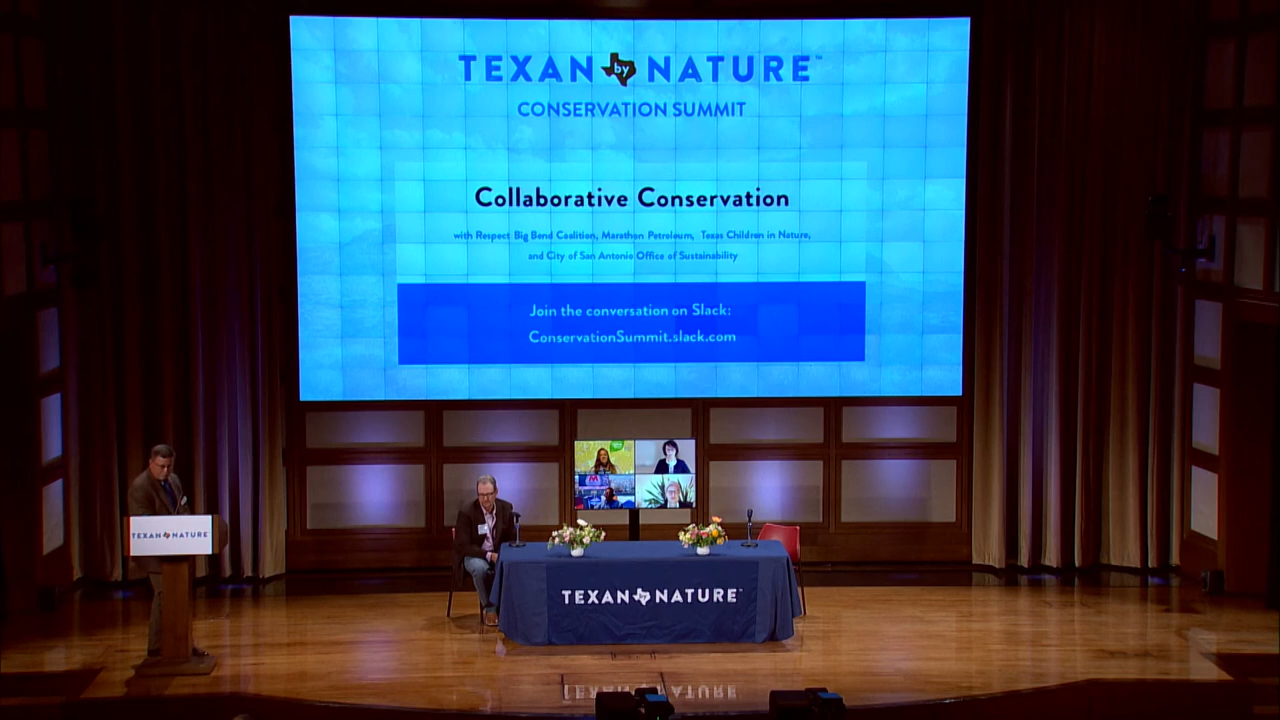 TEXAN by NATURE™
CONSERVATION SUMMIT
Collaborative Conservation
with Respect Big Bend Coalition, Marathon Petroleum, Texas Children in Nature,
and City of San Antonio Office of Sustainability
Join the conversation on Slack:
ConservationSummit.slack.com
TEXAN NATURE
TEXAN NATURE™